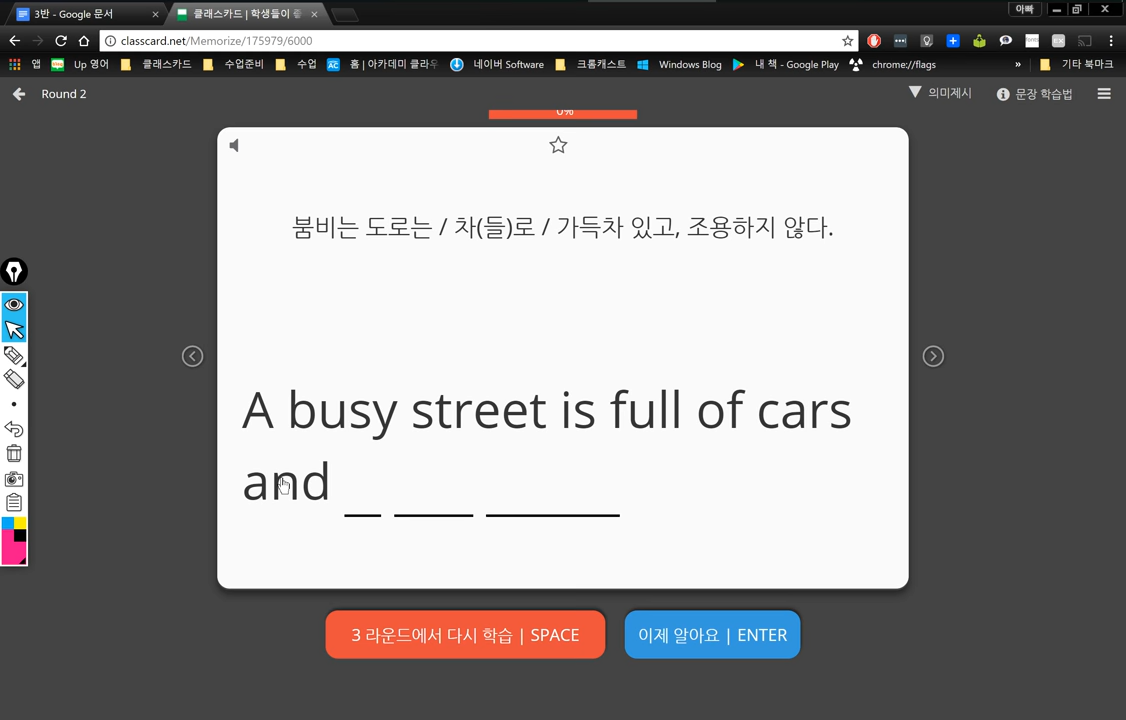 3반 - Google 문서
클래스카드 | 학생들이 즐
아빠
classcard.net/Memorize/175979/6000
앱 Up 영어 클래스카드 수업준비 수업 홈 | 아카데미 클라우 네이버 Software 크롬캐스트 Windows Blog 내 책 - Google Play chrome://flags » 기타 북마크
Round 2
의미제시 문장 학습법
0%
붐비는 도로는 / 차(들)로 / 가득차 있고, 조용하지 않다.
A busy street is full of cars
and __ ____ ______
3 라운드에서 다시 학습 | SPACE
이제 알아요 | ENTER